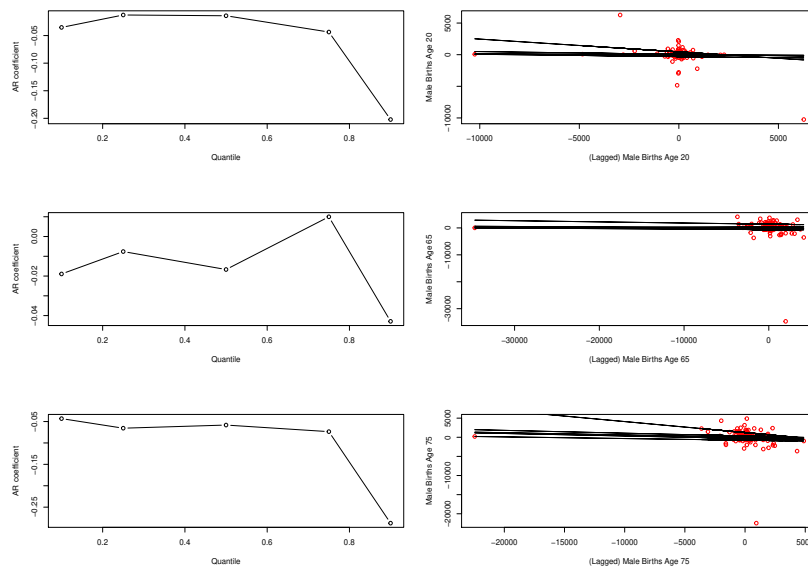 AR coefficient
−0.05
−0.10
−0.15
−0.20
0.2 0.4 0.6 0.8
Quantile
Male Births Age 20
5000
0
−10000
−10000 −5000 0 5000
(Lagged) Male Births Age 20
AR coefficient
0.00
−0.02
−0.04
0.2 0.4 0.6 0.8
Quantile
Male Births Age 65
0
−10000
−30000
−30000 −20000 −10000 0
(Lagged) Male Births Age 65
AR coefficient
−0.05
−0.15
−0.25
0.2 0.4 0.6 0.8
Quantile
Male Births Age 75
5000
0
−10000
−20000
−20000 −15000 −10000 −5000 0 500
(Lagged) Male Births Age 75